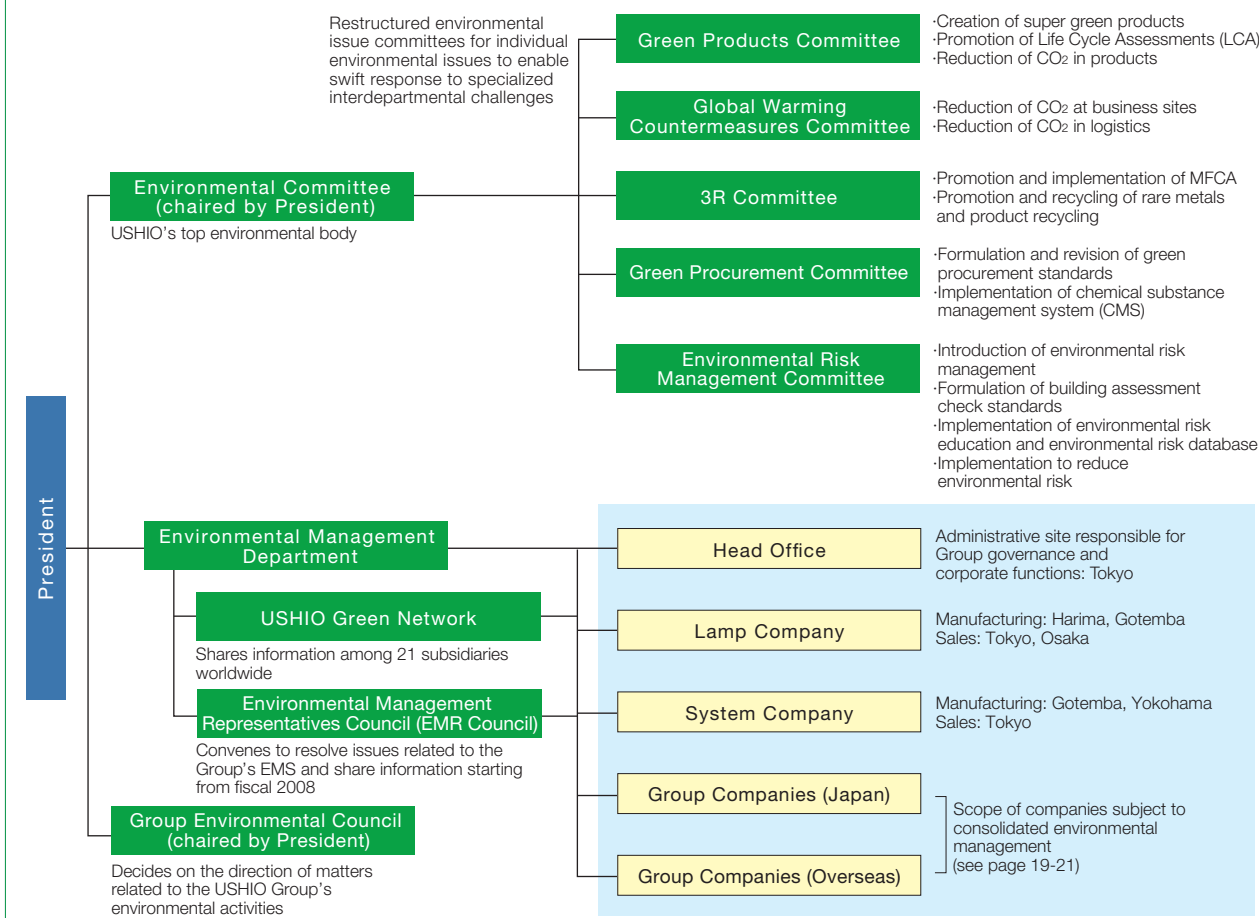 Restructured environmental
issue committees for individual
environmental issues to enable
swift response to specialized
interdepartmental challenges
Green Products Committee
·Creation of super green products
·Promotion of Life Cycle Assessments (LCA)
·Reduction of CO2 in products
Global Warming
Countermeasures Committee
·Reduction of CO2 at business sites
·Reduction of CO2 in logistics
Environmental Committee
(chaired by President)
USHIO's top environmental body
3R Committee
·Promotion and implementation of MFCA
·Promotion and recycling of rare metals
and product recycling
Green Procurement Committee
·Formulation and revision of green
procurement standards
·Implementation of chemical substance
management system (CMS)
Environmental Risk
Management Committee
·Introduction of environmental risk
management
·Formulation of building assessment
check standards
·Implementation of environmental risk
education and environmental risk database
·Implementation to reduce
environmental risk
President
Environmental Management
Department
Head Office
Administrative site responsible for
Group governance and
corporate functions: Tokyo
USHIO Green Network
Shares information among 21 subsidiaries
worldwide
Lamp Company
Manufacturing: Harima, Gotemba
Sales: Tokyo, Osaka
Environmental Management
Representatives Council (EMR Council)
Convenes to resolve issues related to the
Group's EMS and share information starting
from fiscal 2008
System Company
Manufacturing: Gotemba, Yokohama
Sales: Tokyo
Group Environmental Council
(chaired by President)
Decides on the direction of matters
related to the USHIO Group's
environmental activities
Group Companies (Japan)
Group Companies (Overseas)
Scope of companies subject to
consolidated environmental
management
(see page 19-21)